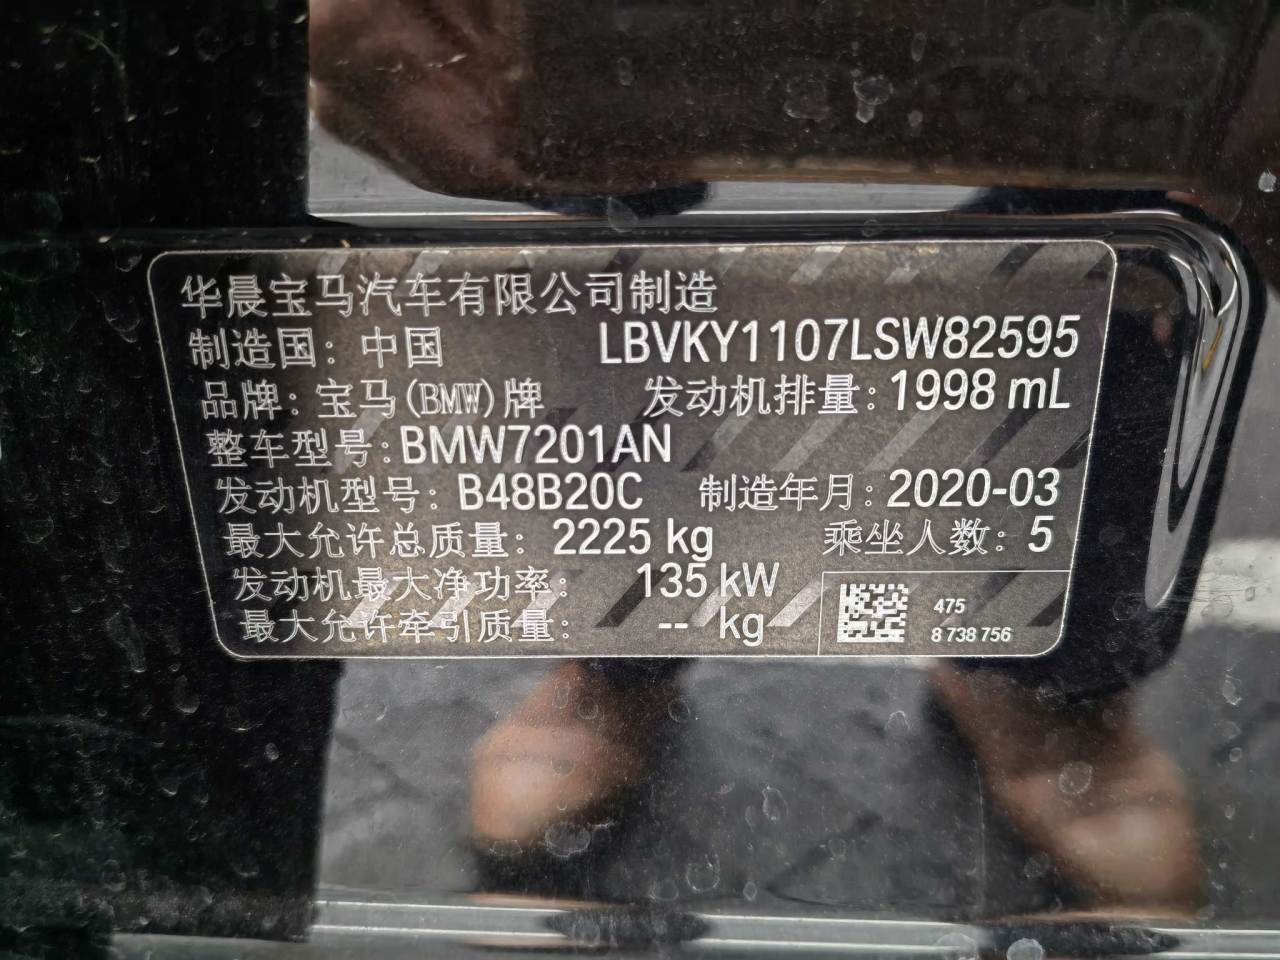 华晨宝马汽车有限公司制造
制造国：中国 LBVKY1107LSW82595
品牌：宝马(BMW)牌 发动机排量：1998 mL
整车型号：BMW7201AN
发动机型号：B48B20C 制造年月：2020-03
最大允许总质量：2225 kg 乘坐人数：5
发动机最大净功率：135 kW
最大允许牵引质量：-- kg
475
8 738 756